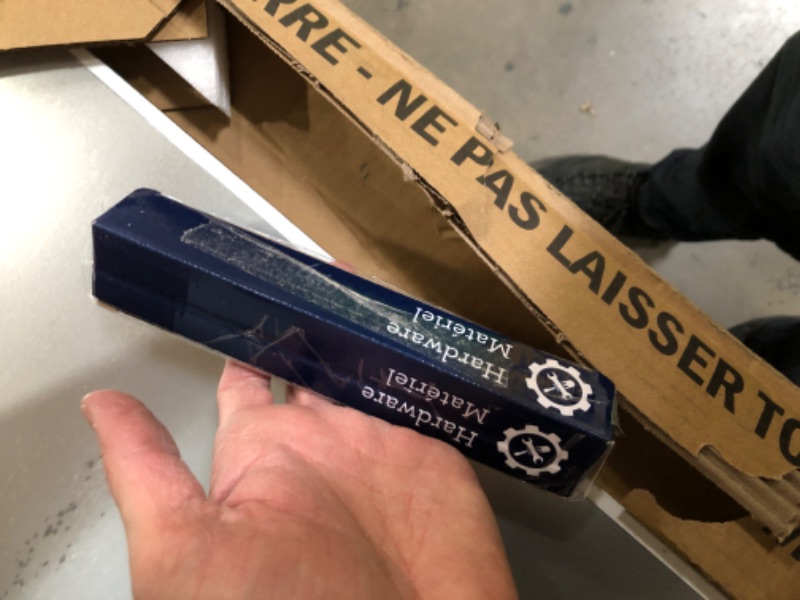 RRE - NE PAS LAISSER TO
Hardware
Matériel
Hardware
Matériel